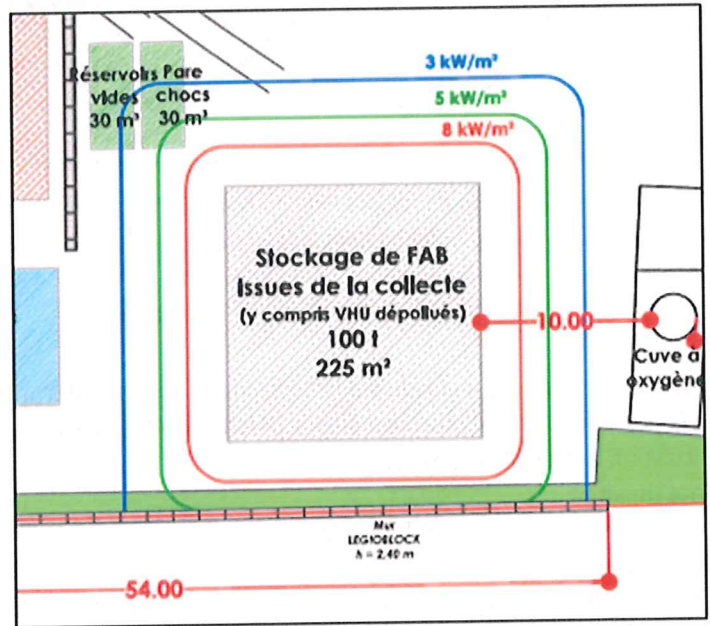 3 kW/m²
Réservoirs
vides
30 m³
Pare
chocs
30 m³
5 kW/m²
8 kW/m²
Stockage de FAB
Issues de la collecte
(y compris VHU dépollués)
100 t
225 m²
10.00
Cuve à
oxygène
Mur
LEGIOBLOCK
h = 2,40 m
54.00